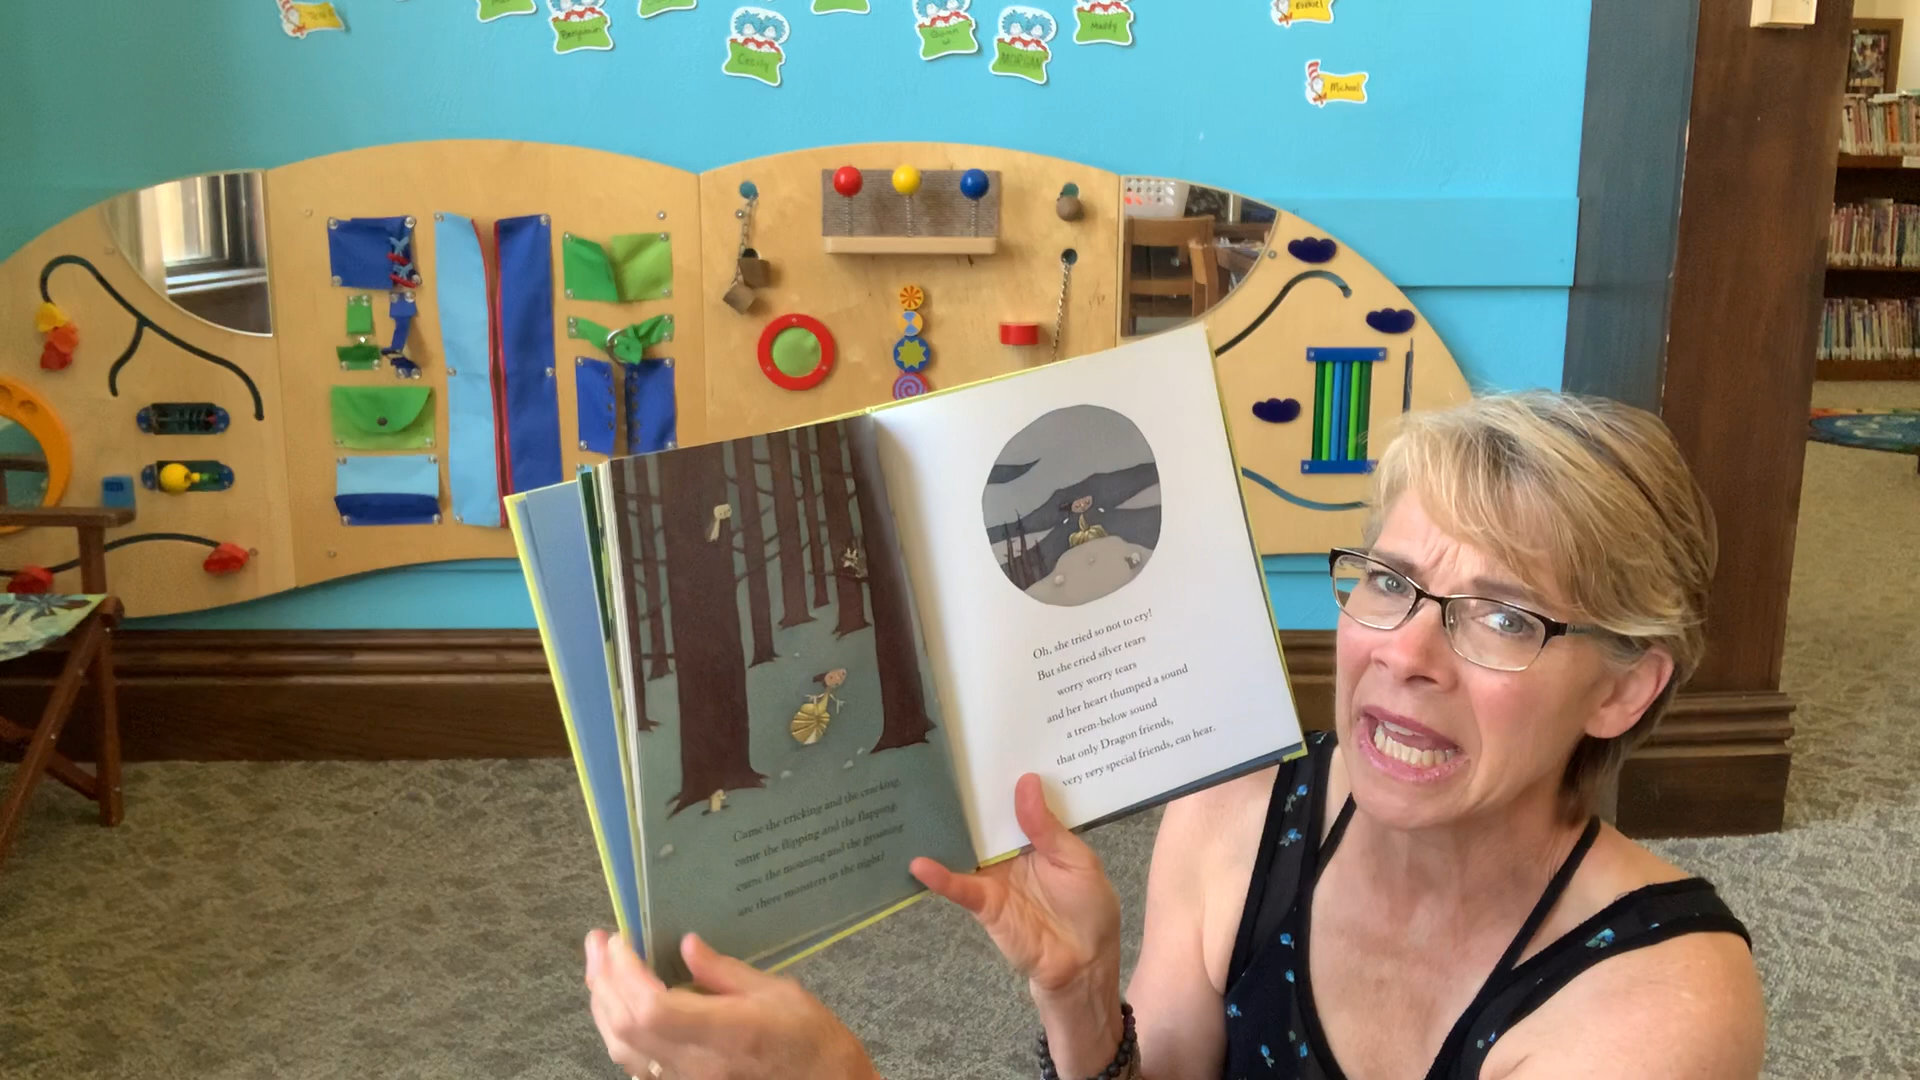 Benjamin
Cecily
Quinn
W
MORGAN
Maddy
Ezekiel
Michael
Came the cricking and the cracking,
came the flipping and the flapping
came the moaning and the groaning
are there monsters in the night?
Oh, she tried so not to cry!
But she cried silver tears
worry worry tears
and her heart thumped a sound
a trem-below sound
that only Dragon friends,
very very special friends, can hear.